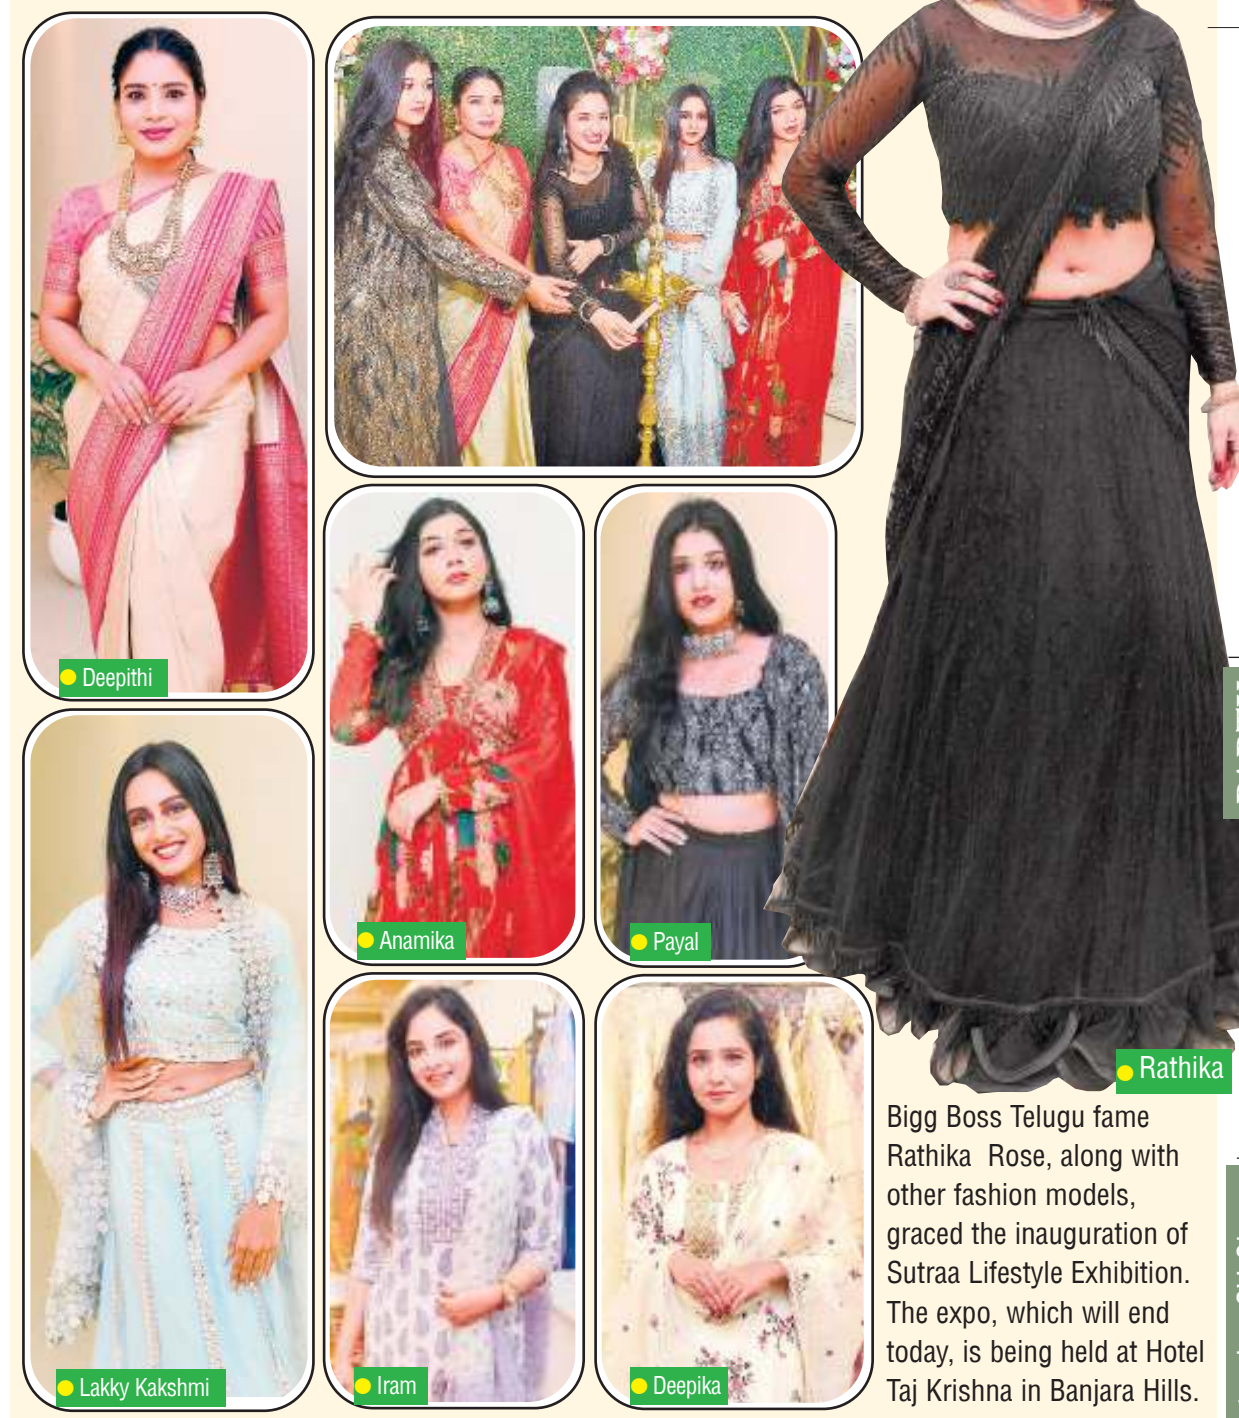 Deepithi
Anamika
Payal
Rathika
Lakky Kakshmi
Iram
Deepika
Bigg Boss Telugu fame
Rathika Rose, along with
other fashion models,
graced the inauguration of
Sutraa Lifestyle Exhibition.
The expo, which will end
today, is being held at Hotel
Taj Krishna in Banjara Hills.